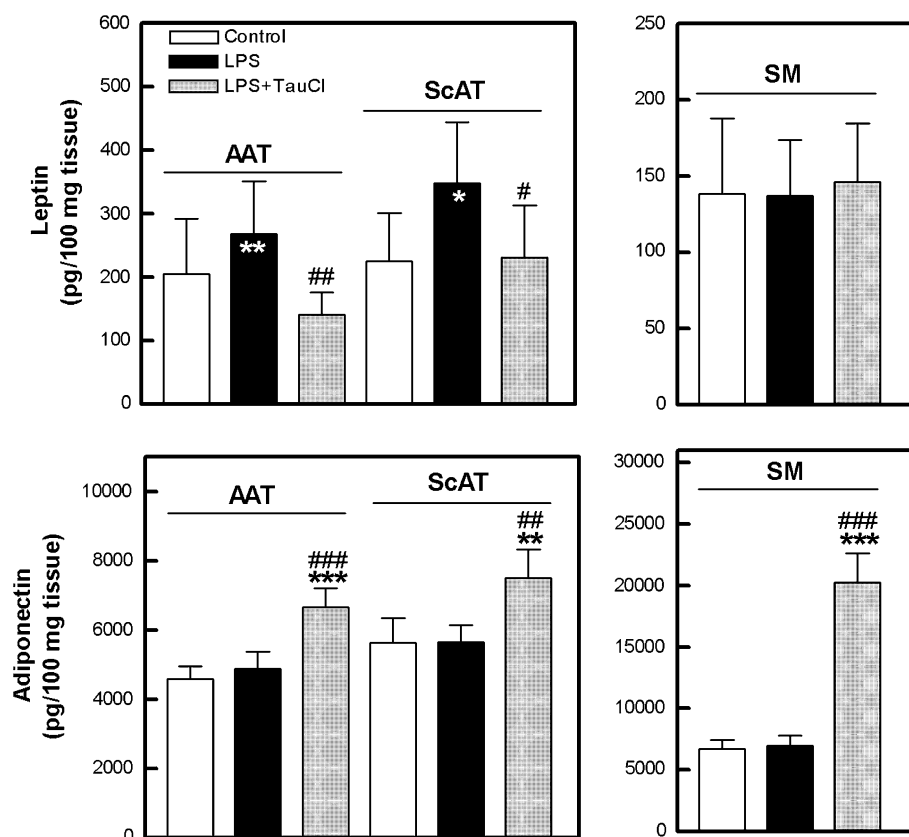 Leptin
(pg/100 mg tissue)
600
500
400
300
200
100
0
Control
LPS
LPS+TauCl
AAT
ScAT
**
##
*
#
250
200
150
100
50
0
SM
Adiponectin
(pg/100 mg tissue)
10000
8000
6000
4000
2000
0
AAT
ScAT
###
***
##
**
30000
25000
20000
15000
10000
5000
0
SM
###
***